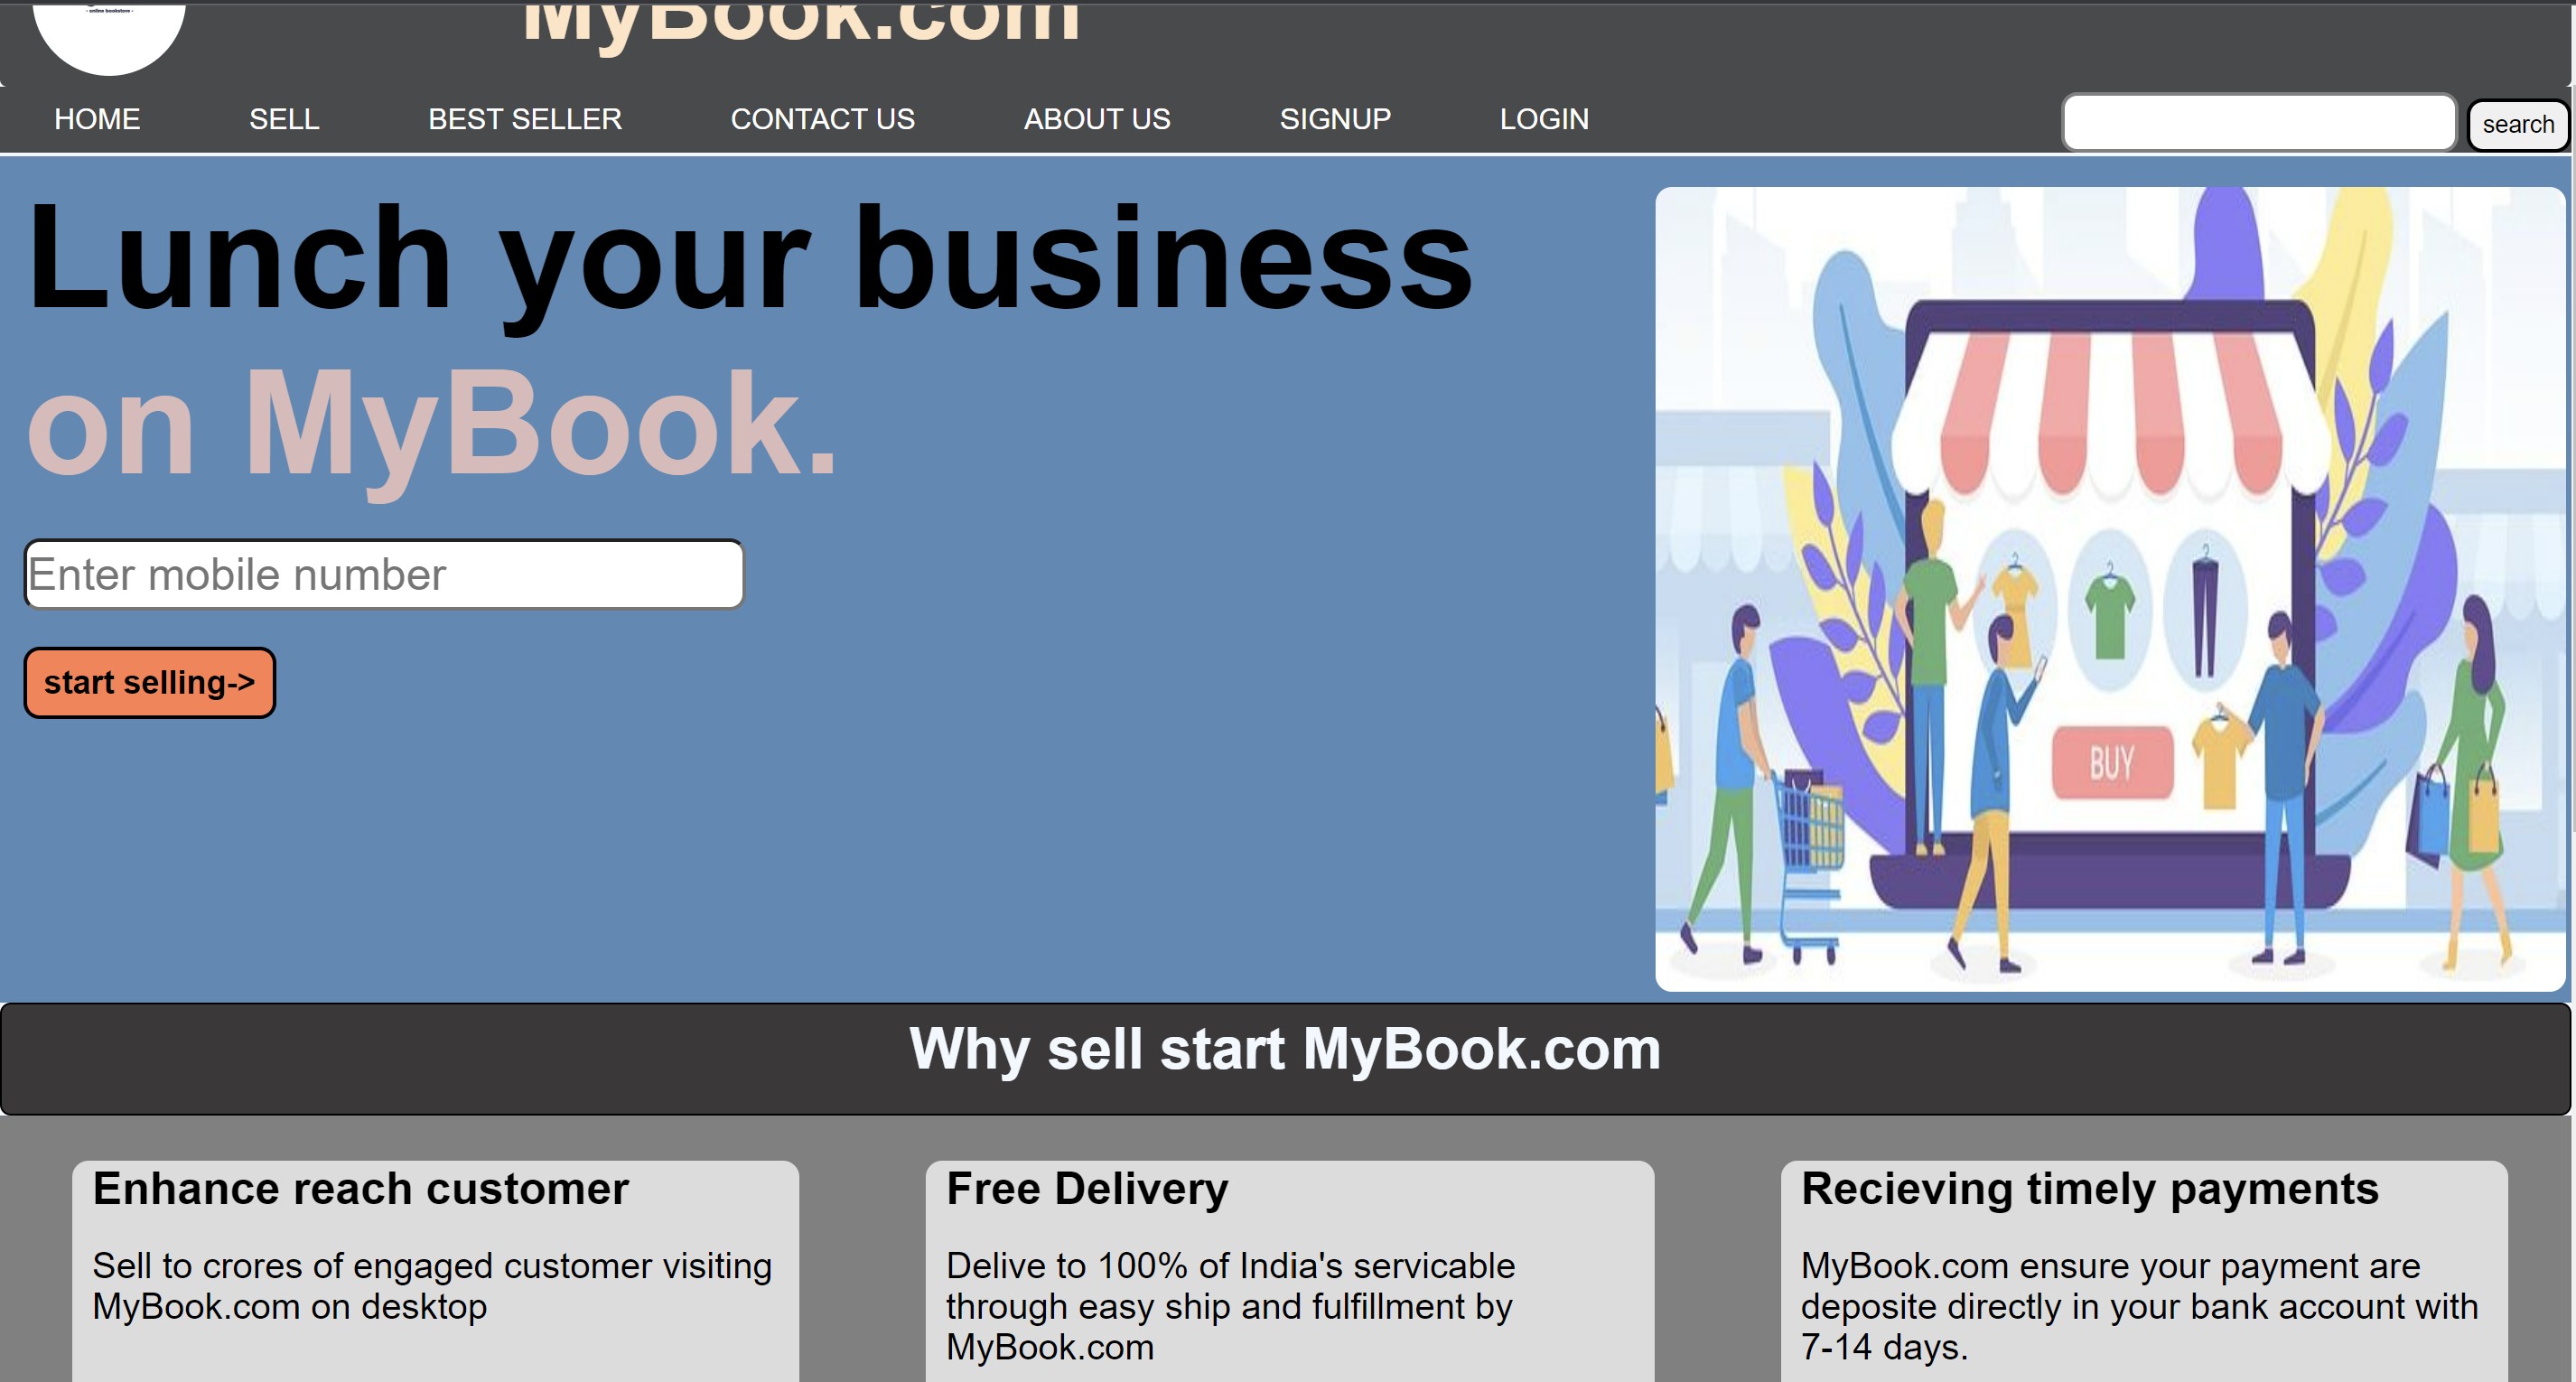 - online bookstore -
MyBook.com
HOME SELL BEST SELLER CONTACT US ABOUT US SIGNUP LOGIN search
Lunch your business
on MyBook.
Enter mobile number
start selling->
BUY
Why sell start MyBook.com
Enhance reach customer
Sell to crores of engaged customer visiting
MyBook.com on desktop
Free Delivery
Delive to 100% of India's servicable
through easy ship and fulfillment by
MyBook.com
Recieving timely payments
MyBook.com ensure your payment are
deposite directly in your bank account with
7-14 days.